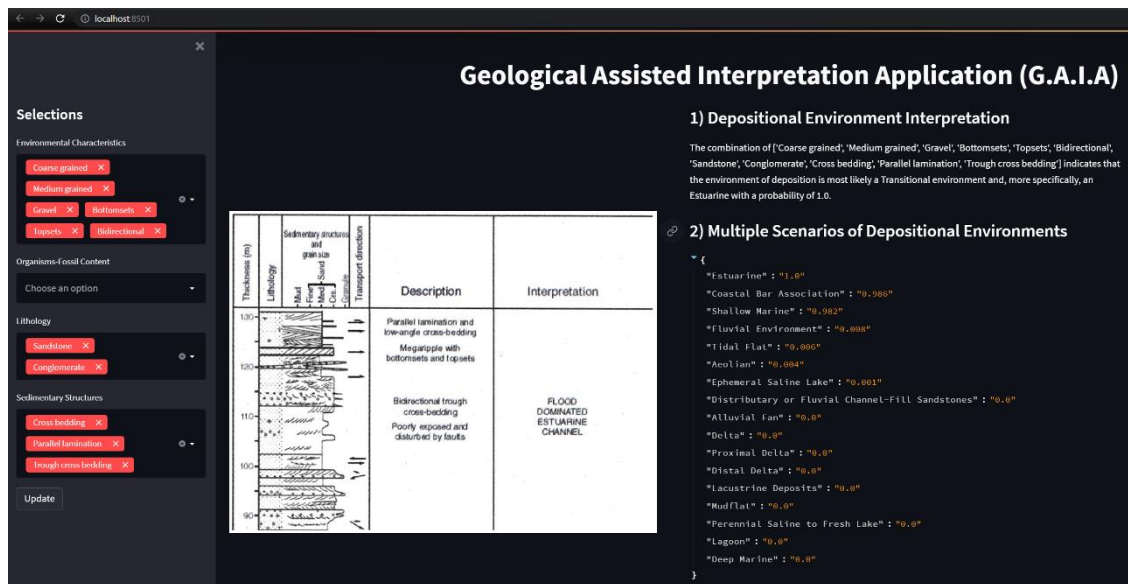 localhost:8501
Selections
Environmental Characteristics
Coarse grained
Medium grained
Gravel
Bottomsets
Topsets
Bidirectional
Organisms-Fossil Content
Choose an option
Lithology
Sandstone
Conglomerate
Sedimentary Structures
Cross bedding
Parallel lamination
Trough cross bedding
Update
Geological Assisted Interpretation Application (G.A.I.A)
Thickness (m)
Lithology
Sedimentary structures
and
grain size
Mud
Fine
Med.
Sand
Crs.
Granule
Transport direction
Description
Interpretation
130
120
110
100
90
Parallel lamination and
low-angle cross-bedding
Megaripple with
bottomsets and topsets
Bidirectional trough
cross-bedding
Poorly exposed and
disturbed by faults
FLOOD
DOMINATED
ESTUARINE
CHANNEL
1) Depositional Environment Interpretation
The combination of ['Coarse grained', 'Medium grained', 'Gravel', 'Bottomsets', 'Topsets', 'Bidirectional',
'Sandstone', 'Conglomerate', 'Cross bedding', 'Parallel lamination', 'Trough cross bedding'] indicates that
the environment of deposition is most likely a Transitional environment and, more specifically, an
Estuarine with a probability of 1.0.
2) Multiple Scenarios of Depositional Environments
{
"Estuarine" : "1.0"
"Coastal Bar Association" : "0.986"
"Shallow Marine" : "0.982"
"Fluvial Environment" : "0.008"
"Tidal Flat" : "0.006"
"Aeolian" : "0.004"
"Ephemeral Saline Lake" : "0.001"
"Distributary or Fluvial Channel-Fill Sandstones" : "0.0"
"Alluvial Fan" : "0.0"
"Delta" : "0.0"
"Proximal Delta" : "0.0"
"Distal Delta" : "0.0"
"Lacustrine Deposits" : "0.0"
"Mudflat" : "0.0"
"Perennial Saline to Fresh Lake" : "0.0"
"Lagoon" : "0.0"
"Deep Marine" : "0.0"
}